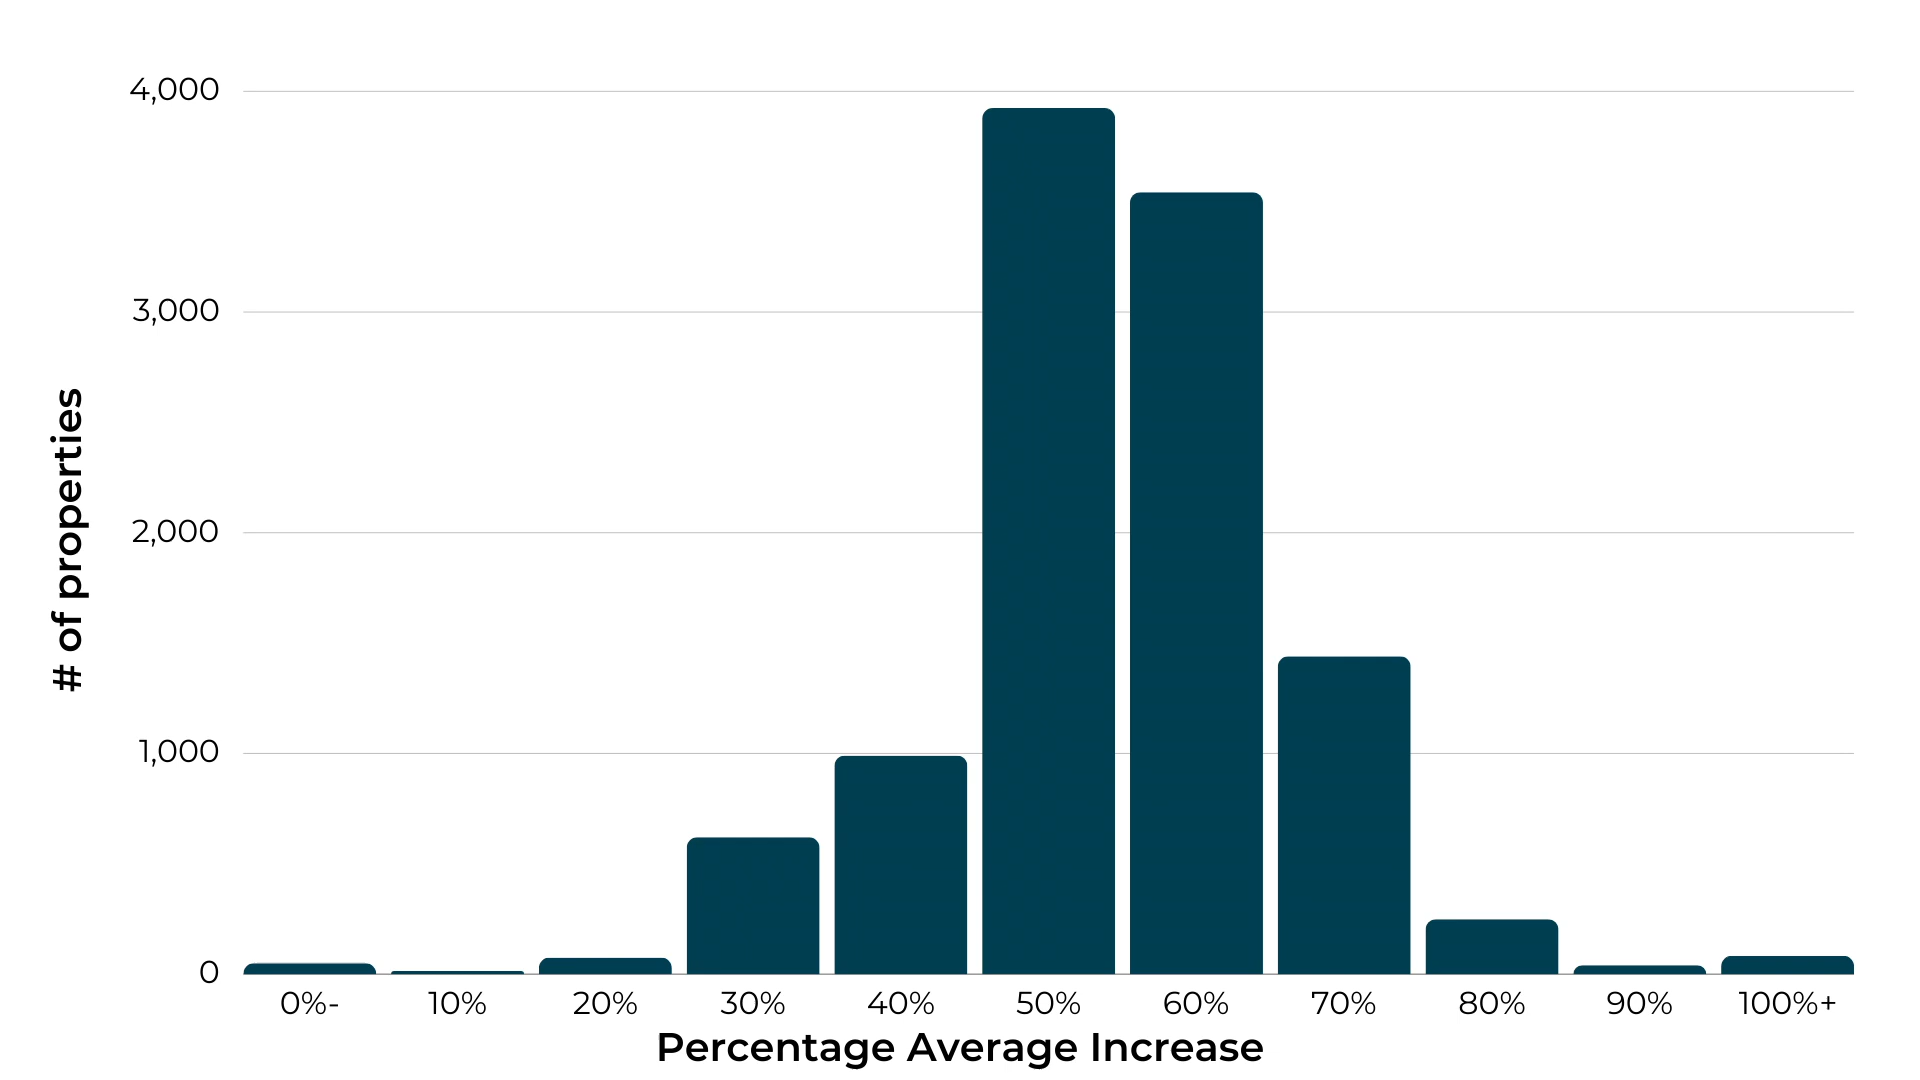 4,000
3,000
2,000
1,000
0
# of properties
0%- 10% 20% 30% 40% 50% 60% 70% 80% 90% 100%+
Percentage Average Increase